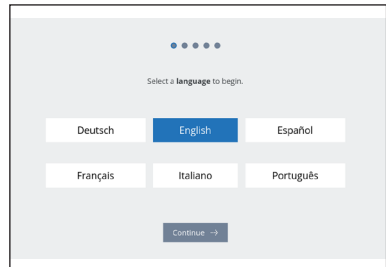 Select a language to begin.
Deutsch English Español
Français Italiano Português
Continue →